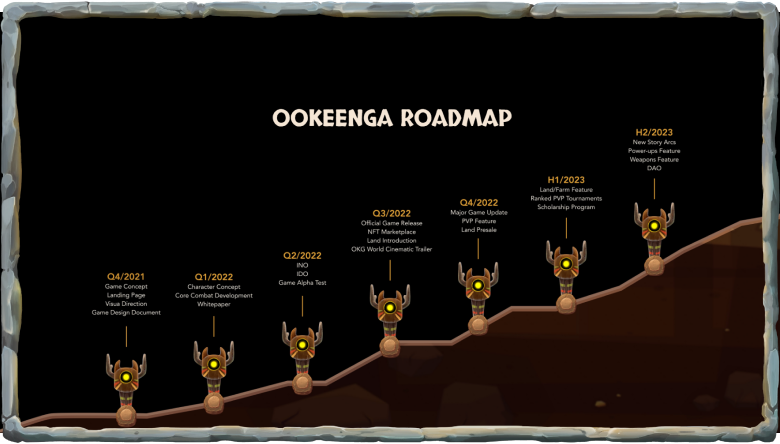 OOKEENGA ROADMAP
Q4/2021
Game Concept
Landing Page
Visua Direction
Game Design Document
Q1/2022
Character Concept
Core Combat Development
Whitepaper
Q2/2022
INO
IDO
Game Alpha Test
Q3/2022
Official Game Release
NFT Marketplace
Land Introduction
OKG World Cinematic Trailer
Q4/2022
Major Game Update
PVP Feature
Land Presale
H1/2023
Land/Farm Feature
Ranked PVP Tournaments
Scholarship Program
H2/2023
New Story Arcs
Power-ups Feature
Weapons Feature
DAO